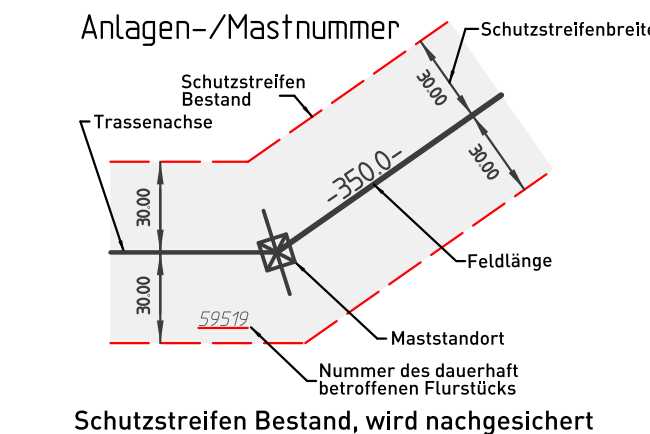 Anlagen-/Mastnummer
Schutzstreifenbreite
Schutzstreifen
Bestand
30.00
Trassenachse
30.00
-350.0-
30.00
Feldlänge
30.00
59519
Maststandort
Nummer des dauerhaft
betroffenen Flurstücks
Schutzstreifen Bestand, wird nachgesichert